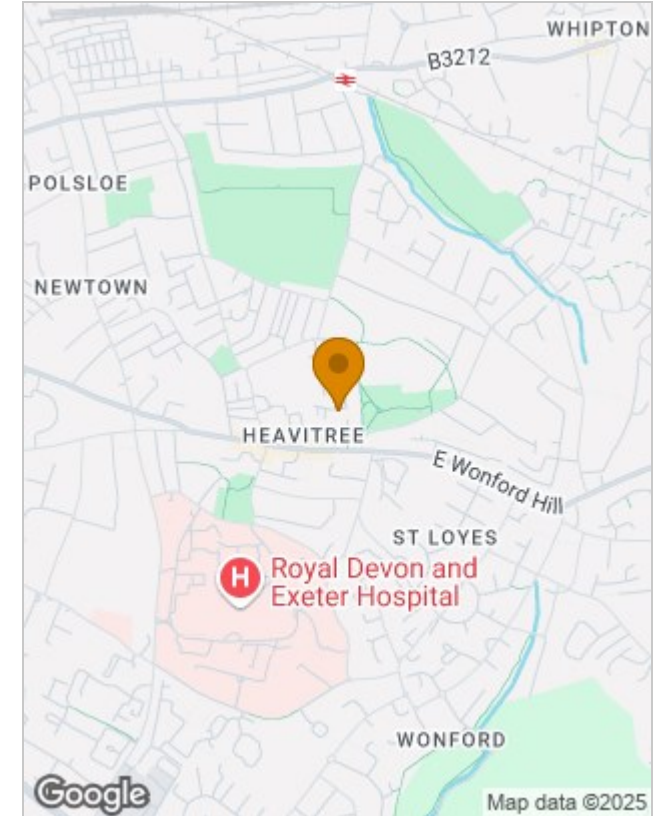 WHIPTON
B3212
POLSLOE
NEWTOWN
HEAVITREE
E Wonford Hill
ST LOYES
H
Royal Devon and
Exeter Hospital
WONFORD
Google
Map data ©2025